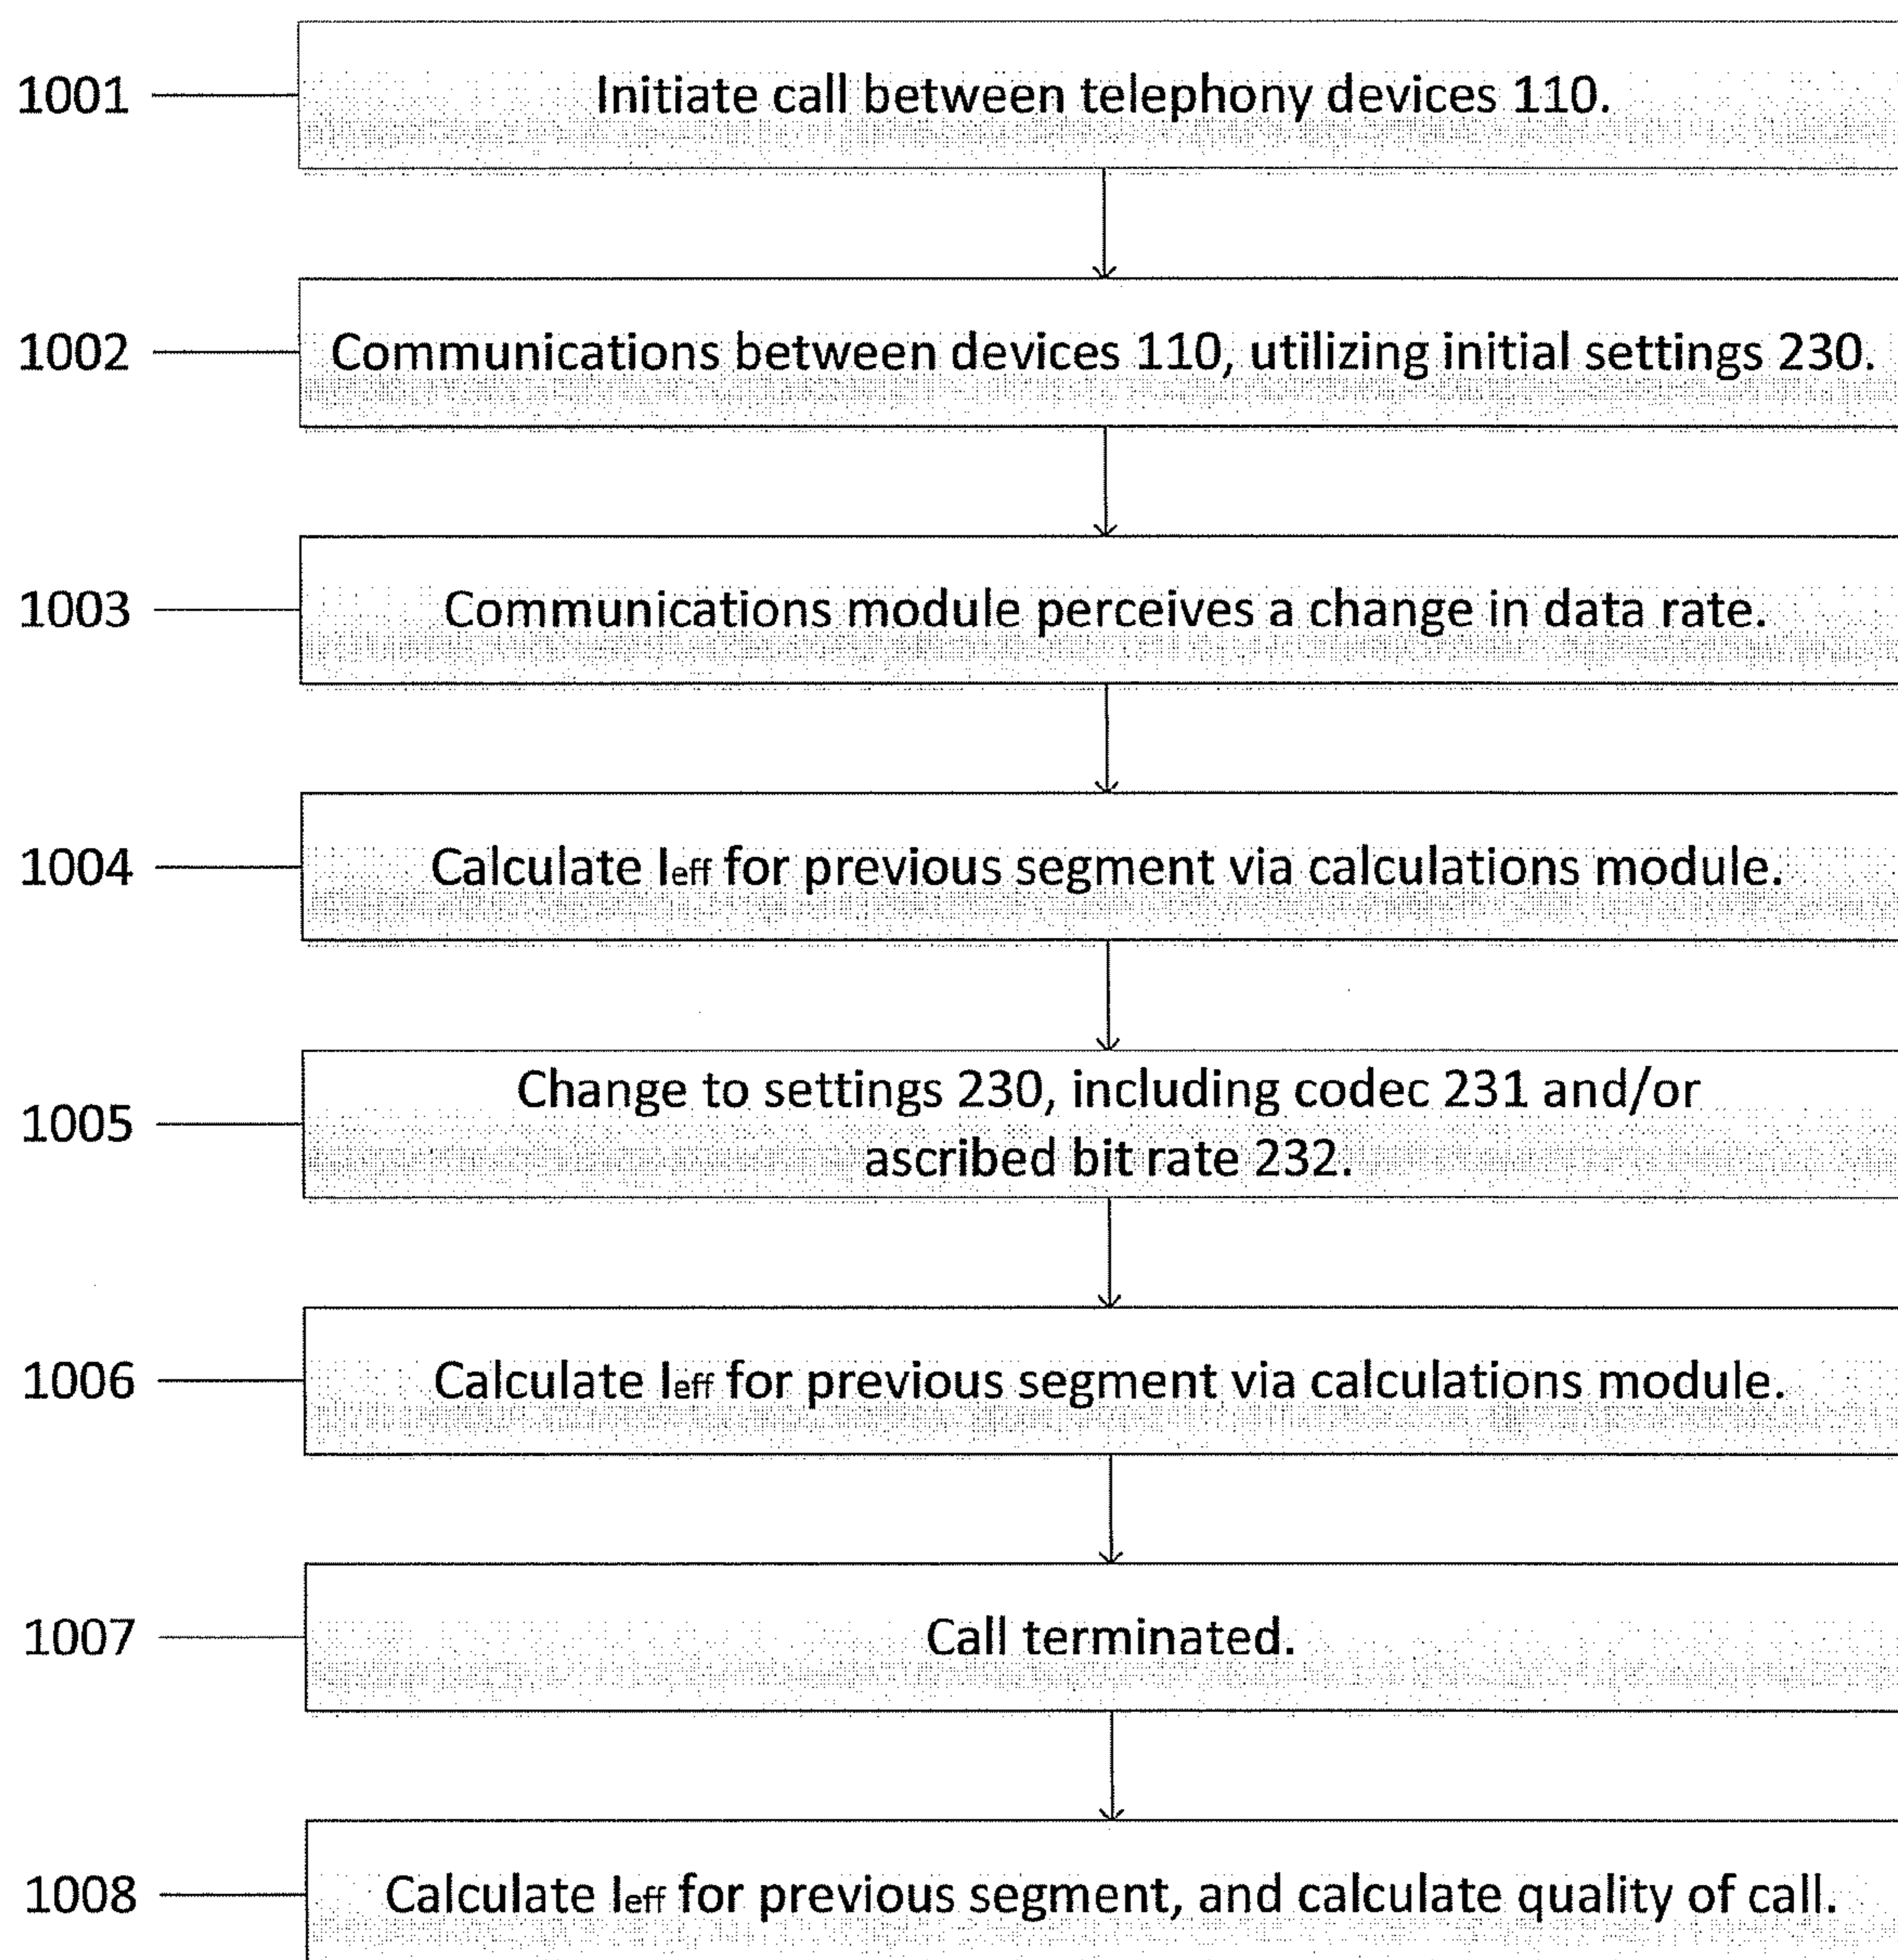 1001 Initiate call between telephony devices 110.
1002 Communications between devices 110, utilizing initial settings 230.
1003 Communications module perceives a change in data rate.
1004 Calculate Ieff for previous segment via calculations module.
1005 Change to settings 230, including codec 231 and/or
ascribed bit rate 232.
1006 Calculate Ieff for previous segment via calculations module.
1007 Call terminated.
1008 Calculate Ieff for previous segment, and calculate quality of call.